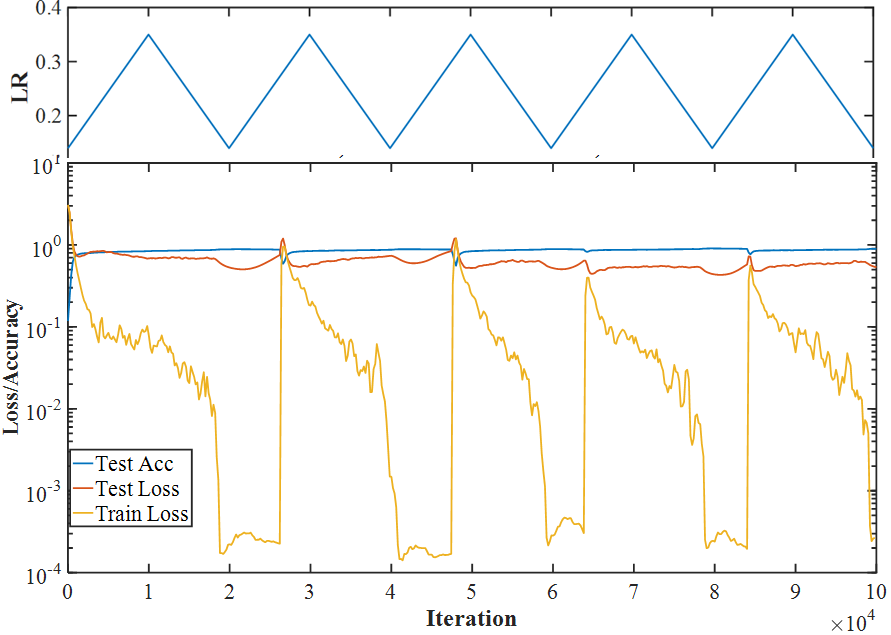 0.4
0.3
0.2
LR
10^1
10^0
10^-1
10^-2
10^-3
10^-4
Loss/Accuracy
Test Acc
Test Loss
Train Loss
0 1 2 3 4 5 6 7 8 9 10
Iteration
×10^4